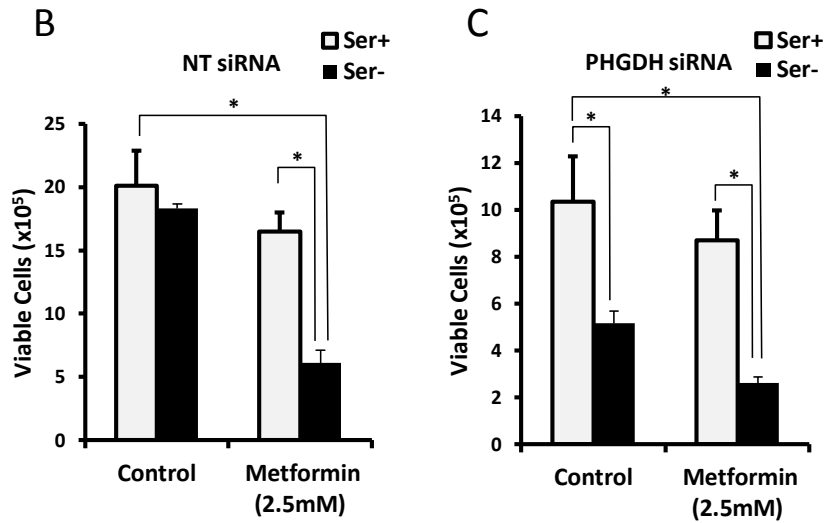 B
NT siRNA
Ser+
Ser-
*
*
25
20
15
10
5
0
Viable Cells (x10⁵)
Control
Metformin
(2.5mM)
C
PHGDH siRNA
Ser+
Ser-
*
*
*
14
12
10
8
6
4
2
0
Viable Cells (x10⁵)
Control
Metformin
(2.5mM)